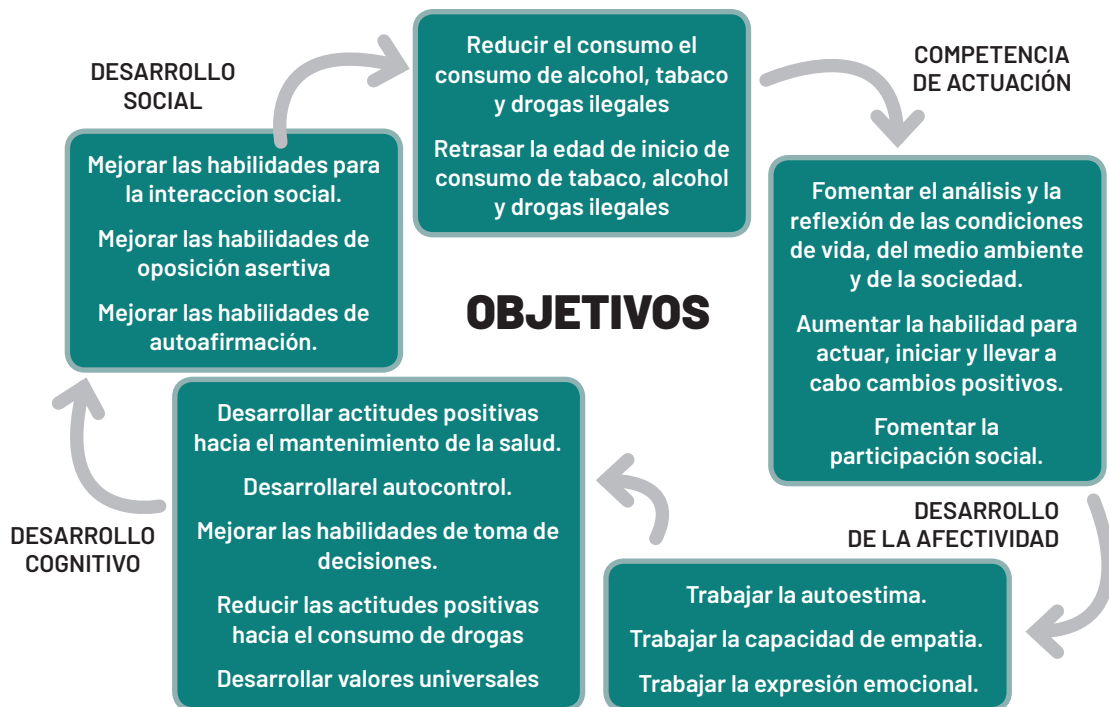 DESARROLLO
SOCIAL
Reducir el consumo el
consumo de alcohol, tabaco
y drogas ilegales
Retrasar la edad de inicio de
consumo de tabaco, alcohol
y drogas ilegales
COMPETENCIA
DE ACTUACIÓN
Mejorar las habilidades para
la interaccion social.
Mejorar las habilidades de
oposición asertiva
Mejorar las habilidades de
autoafirmación.
OBJETIVOS
Fomentar el análisis y la
reflexión de las condiciones
de vida, del medio ambiente
y de la sociedad.
Aumentar la habilidad para
actuar, iniciar y llevar a
cabo cambios positivos.
Fomentar la
participación social.
DESARROLLO
COGNITIVO
Desarrollar actitudes positivas
hacia el mantenimiento de la salud.
Desarrollarel autocontrol.
Mejorar las habilidades de toma de
decisiones.
Reducir las actitudes positivas
hacia el consumo de drogas
Desarrollar valores universales
DESARROLLO
DE LA AFECTIVIDAD
Trabajar la autoestima.
Trabajar la capacidad de empatia.
Trabajar la expresión emocional.